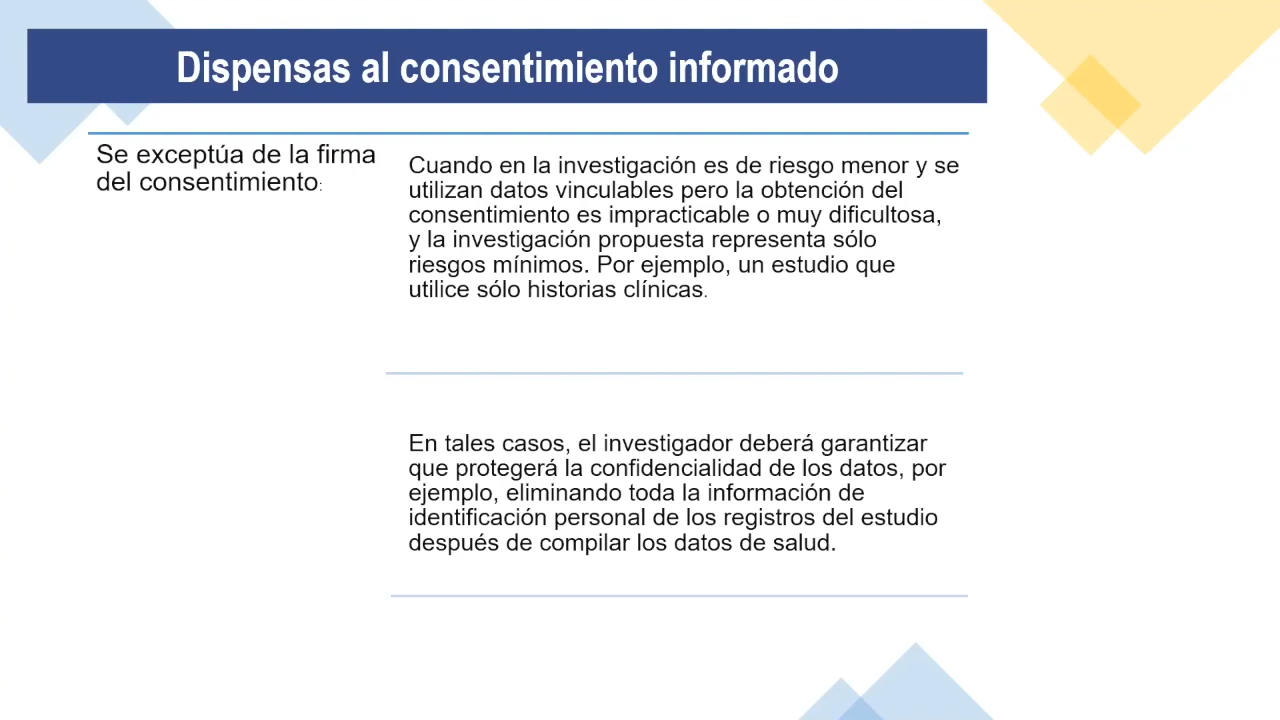 Dispensas al consentimiento informado
Se exceptúa de la firma
del consentimiento:
Cuando en la investigación es de riesgo menor y se
utilizan datos vinculables pero la obtención del
consentimiento es impracticable o muy dificultosa,
y la investigación propuesta representa sólo
riesgos mínimos. Por ejemplo, un estudio que
utilice sólo historias clínicas.
En tales casos, el investigador deberá garantizar
que protegerá la confidencialidad de los datos, por
ejemplo, eliminando toda la información de
identificación personal de los registros del estudio
después de compilar los datos de salud.